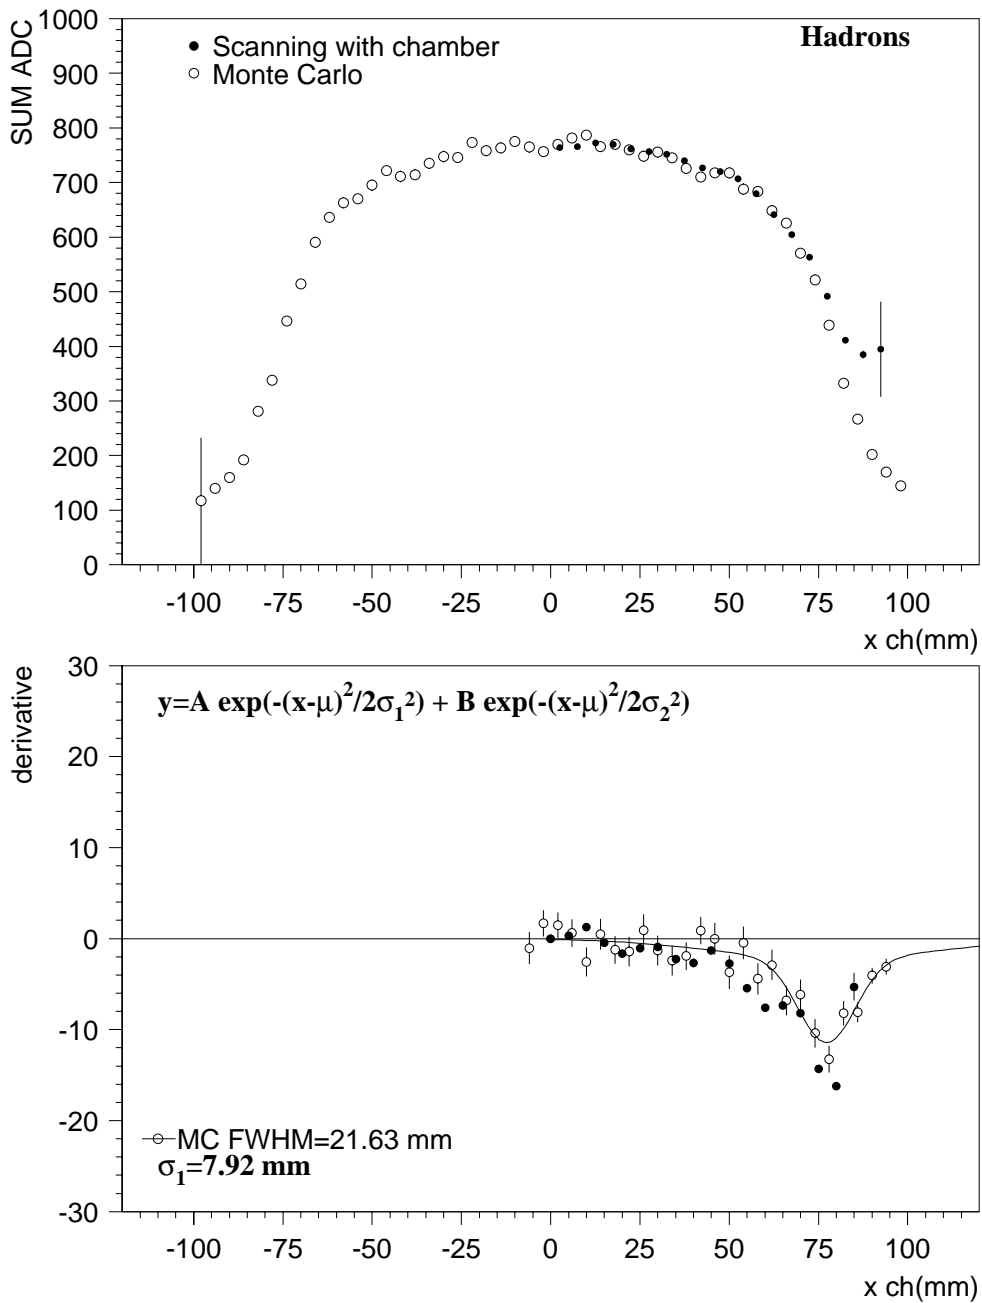 1000
900
800
700
600
500
400
300
200
100
0
SUM ADC
Scanning with chamber
Monte Carlo
Hadrons
-100 -75 -50 -25 0 25 50 75 100
x ch(mm)
30
20
10
0
-10
-20
-30
derivative
y=A exp(-(x-μ)²/2σ₁²) + B exp(-(x-μ)²/2σ₂²)
MC FWHM=21.63 mm
σ₁=7.92 mm
-100 -75 -50 -25 0 25 50 75 100
x ch(mm)